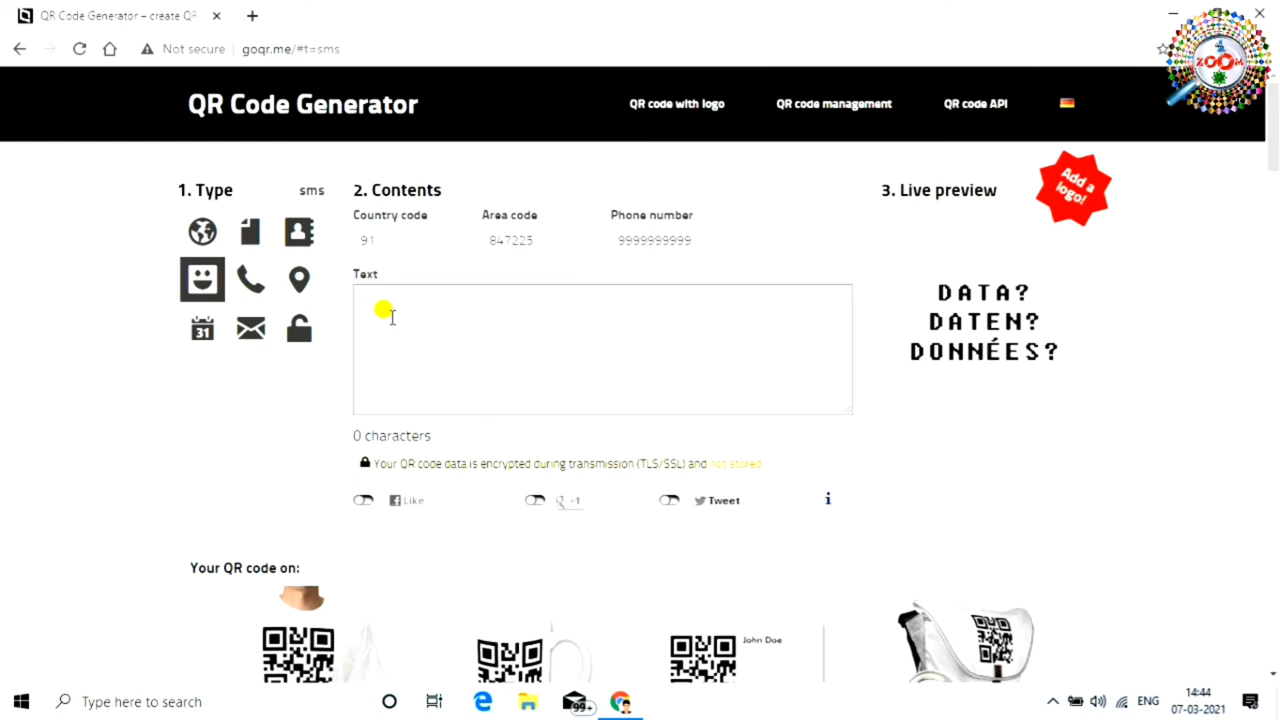 QR Code Generator – create QR
ZOOM
Not secure goqr.me/#t=sms
QR Code Generator
QR code with logo QR code management QR code API
1. Type sms 2. Contents 3. Live preview
Add a logo!
Country code Area code Phone number
91 847225 9999999999
Text
31
DATA?
DATEN?
DONNÉES?
0 characters
Your QR code data is encrypted during transmission (TLS/SSL) and not stored.
Like -1 Tweet i
Your QR code on:
John Doe
Type here to search
99+
ENG
14:44
07-03-2021